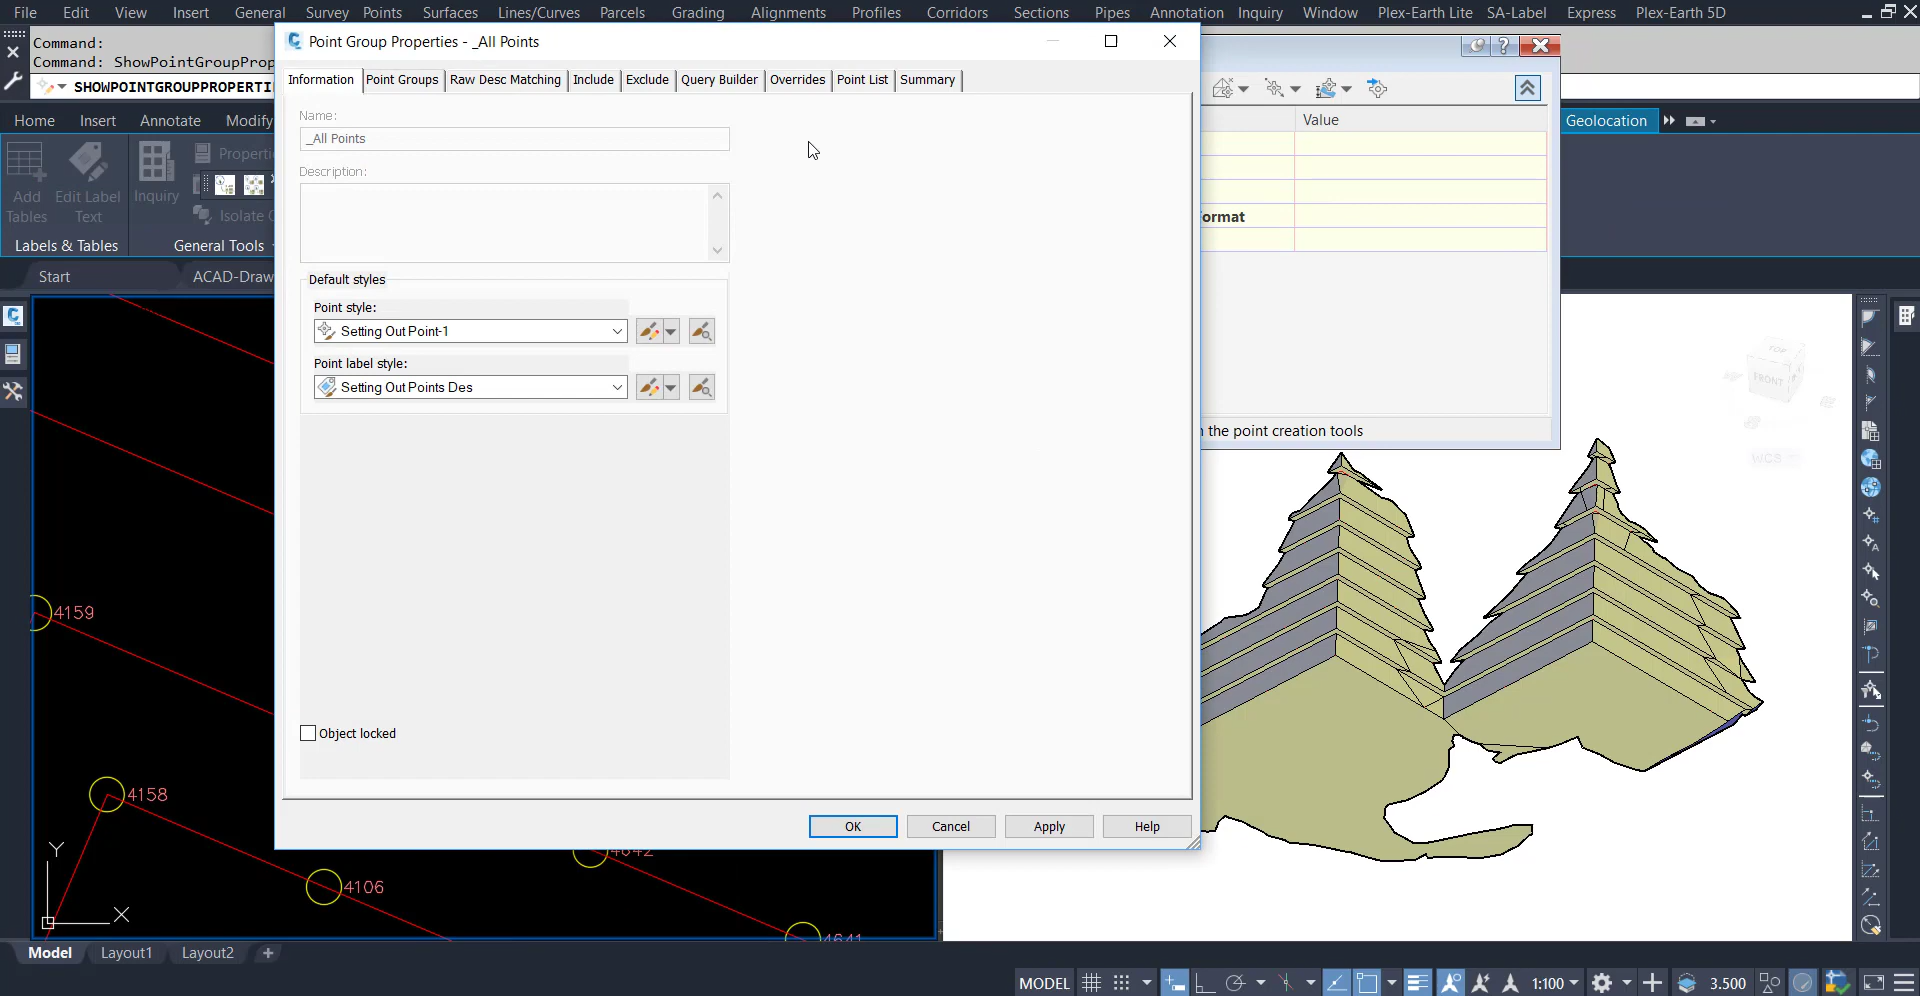 File Edit View Insert General Survey Points Surfaces Lines/Curves Parcels Grading Alignments Profiles Corridors Sections Pipes Annotation Inquiry Window Plex-Earth Lite SA-Label Express Plex-Earth 5D
Command:
Command: ShowPointGroupProp
SHOWPOINTGROUPPROPERTI
Point Group Properties - _All Points
Information Point Groups Raw Desc Matching Include Exclude Query Builder Overrides Point List Summary
Home Insert Annotate Modify
Geolocation
Value
Name:
_All Points
Add Tables
Edit Label Text
Inquiry
Properti
Isolate
Labels & Tables
General Tools
Description:
ormat
Start
ACAD-Draw
Default styles
Point style:
Setting Out Point-1
Point label style:
Setting Out Points Des
the point creation tools
TOP
FRONT
WCS
4159
Object locked
4158
OK Cancel Apply Help
Y
4642
4106
X
4641
Model Layout1 Layout2
MODEL
1:100
3.500